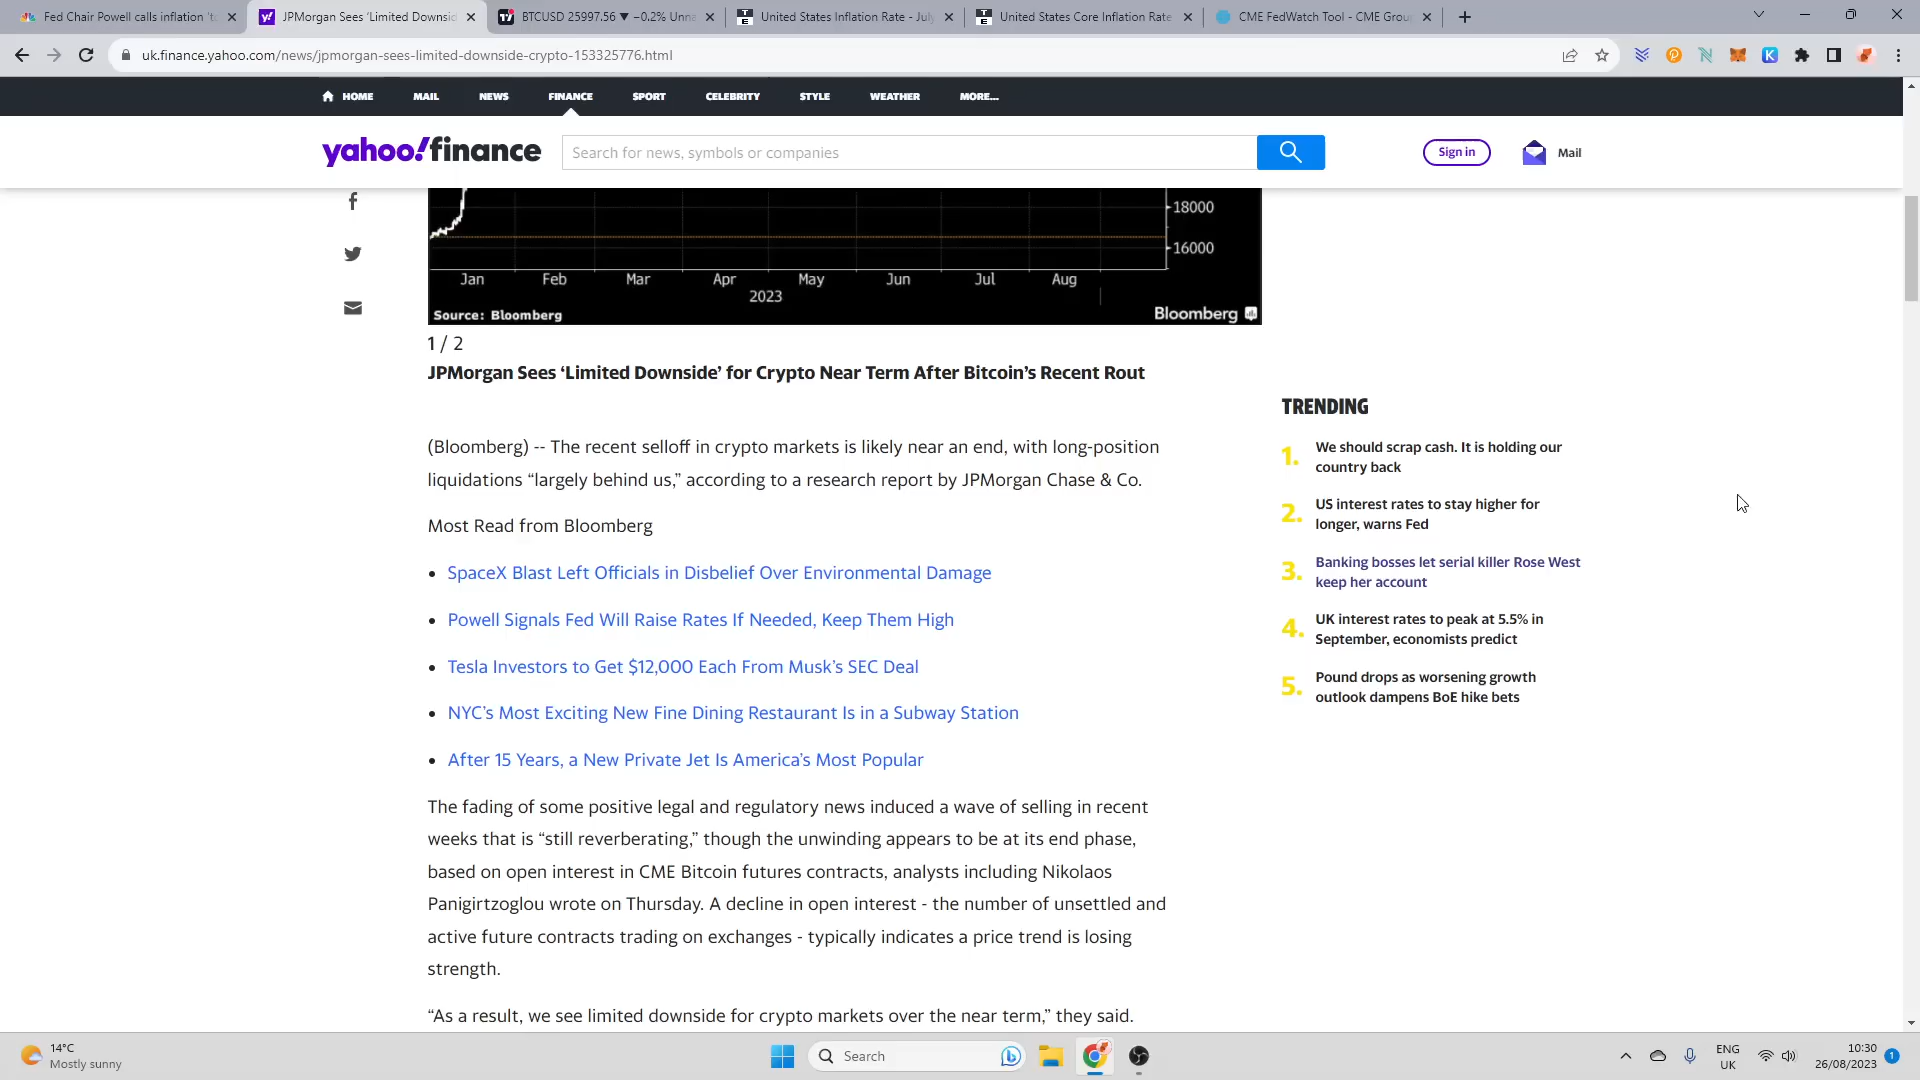 Fed Chair Powell calls inflation 't
JPMorgan Sees 'Limited Downsid
BTCUSD 25997.56 ▼ −0.2% Unna
United States Inflation Rate - July
United States Core Inflation Rate
CME FedWatch Tool - CME Grou
uk.finance.yahoo.com/news/jpmorgan-sees-limited-downside-crypto-153325776.html
HOME MAIL NEWS FINANCE SPORT CELEBRITY STYLE WEATHER MORE...
yahoo!finance
Search for news, symbols or companies
Sign in
Mail
18000
16000
Jan Feb Mar Apr May Jun Jul Aug
2023
Source: Bloomberg
Bloomberg
1 / 2
JPMorgan Sees ‘Limited Downside’ for Crypto Near Term After Bitcoin’s Recent Rout
(Bloomberg) -- The recent selloff in crypto markets is likely near an end, with long-position
liquidations “largely behind us,” according to a research report by JPMorgan Chase & Co.
Most Read from Bloomberg
• SpaceX Blast Left Officials in Disbelief Over Environmental Damage
• Powell Signals Fed Will Raise Rates If Needed, Keep Them High
• Tesla Investors to Get $12,000 Each From Musk’s SEC Deal
• NYC’s Most Exciting New Fine Dining Restaurant Is in a Subway Station
• After 15 Years, a New Private Jet Is America’s Most Popular
The fading of some positive legal and regulatory news induced a wave of selling in recent
weeks that is “still reverberating,” though the unwinding appears to be at its end phase,
based on open interest in CME Bitcoin futures contracts, analysts including Nikolaos
Panigirtzoglou wrote on Thursday. A decline in open interest - the number of unsettled and
active future contracts trading on exchanges - typically indicates a price trend is losing
strength.
“As a result, we see limited downside for crypto markets over the near term,” they said.
TRENDING
1. We should scrap cash. It is holding our
country back
2. US interest rates to stay higher for
longer, warns Fed
3. Banking bosses let serial killer Rose West
keep her account
4. UK interest rates to peak at 5.5% in
September, economists predict
5. Pound drops as worsening growth
outlook dampens BoE hike bets
14°C
Mostly sunny
Search
ENG
UK
10:30
26/08/2023
1